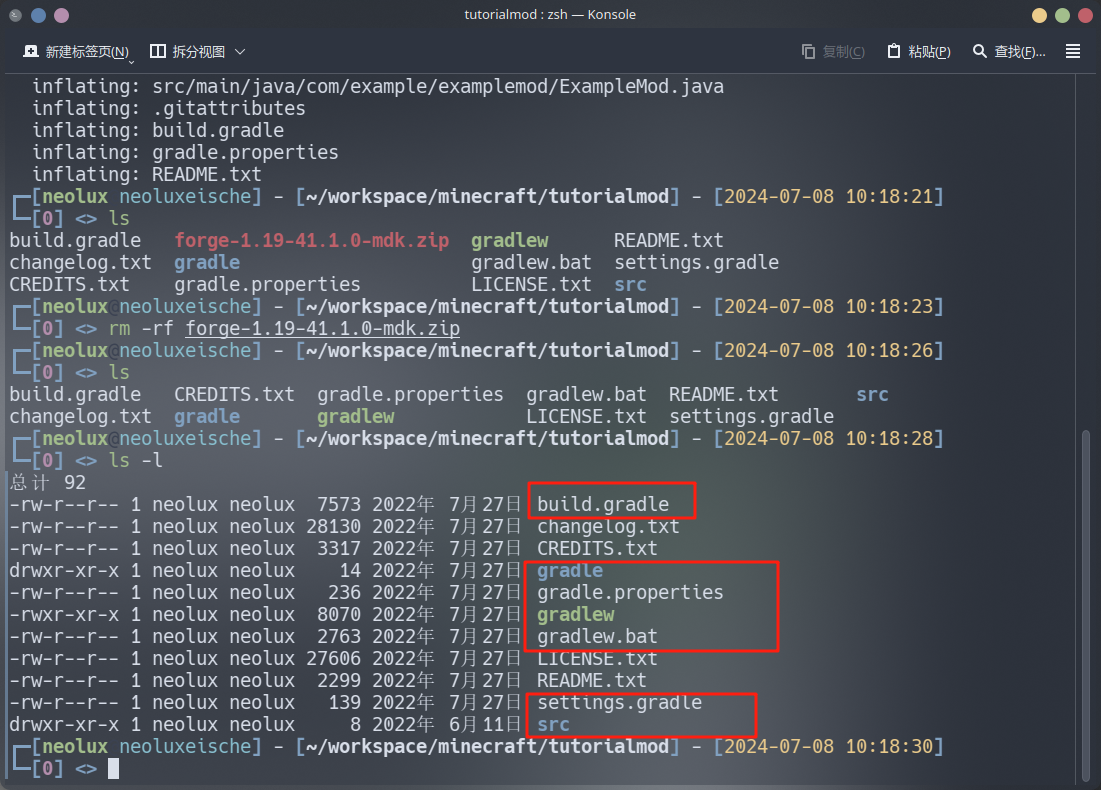 tutorialmod : zsh — Konsole
新建标签页(N) 拆分视图 复制(C) 粘贴(P) 查找(F)...
inflating: src/main/java/com/example/examplemod/ExampleMod.java
inflating: .gitattributes
inflating: build.gradle
inflating: gradle.properties
inflating: README.txt
[neolux neoluxeische] - [~/workspace/minecraft/tutorialmod] - [2024-07-08 10:18:21]
[0] <> ls
build.gradle forge-1.19-41.1.0-mdk.zip gradlew README.txt
changelog.txt gradle gradlew.bat settings.gradle
CREDITS.txt gradle.properties LICENSE.txt src
[neolux@neoluxeische] - [~/workspace/minecraft/tutorialmod] - [2024-07-08 10:18:23]
[0] <> rm -rf forge-1.19-41.1.0-mdk.zip
[neolux@neoluxeische] - [~/workspace/minecraft/tutorialmod] - [2024-07-08 10:18:26]
[0] <> ls
build.gradle CREDITS.txt gradle.properties gradlew.bat README.txt src
changelog.txt gradle gradlew LICENSE.txt settings.gradle
[neolux@neoluxeische] - [~/workspace/minecraft/tutorialmod] - [2024-07-08 10:18:28]
[0] <> ls -l
总计 92
-rw-r--r-- 1 neolux neolux 7573 2022年 7月27日 build.gradle
-rw-r--r-- 1 neolux neolux 28130 2022年 7月27日 changelog.txt
-rw-r--r-- 1 neolux neolux 3317 2022年 7月27日 CREDITS.txt
drwxr-xr-x 1 neolux neolux 14 2022年 7月27日 gradle
-rw-r--r-- 1 neolux neolux 236 2022年 7月27日 gradle.properties
-rwxr-xr-x 1 neolux neolux 8070 2022年 7月27日 gradlew
-rw-r--r-- 1 neolux neolux 2763 2022年 7月27日 gradlew.bat
-rw-r--r-- 1 neolux neolux 27606 2022年 7月27日 LICENSE.txt
-rw-r--r-- 1 neolux neolux 2299 2022年 7月27日 README.txt
-rw-r--r-- 1 neolux neolux 139 2022年 7月27日 settings.gradle
drwxr-xr-x 1 neolux neolux 8 2022年 6月11日 src
[neolux neoluxeische] - [~/workspace/minecraft/tutorialmod] - [2024-07-08 10:18:30]
[0] <>